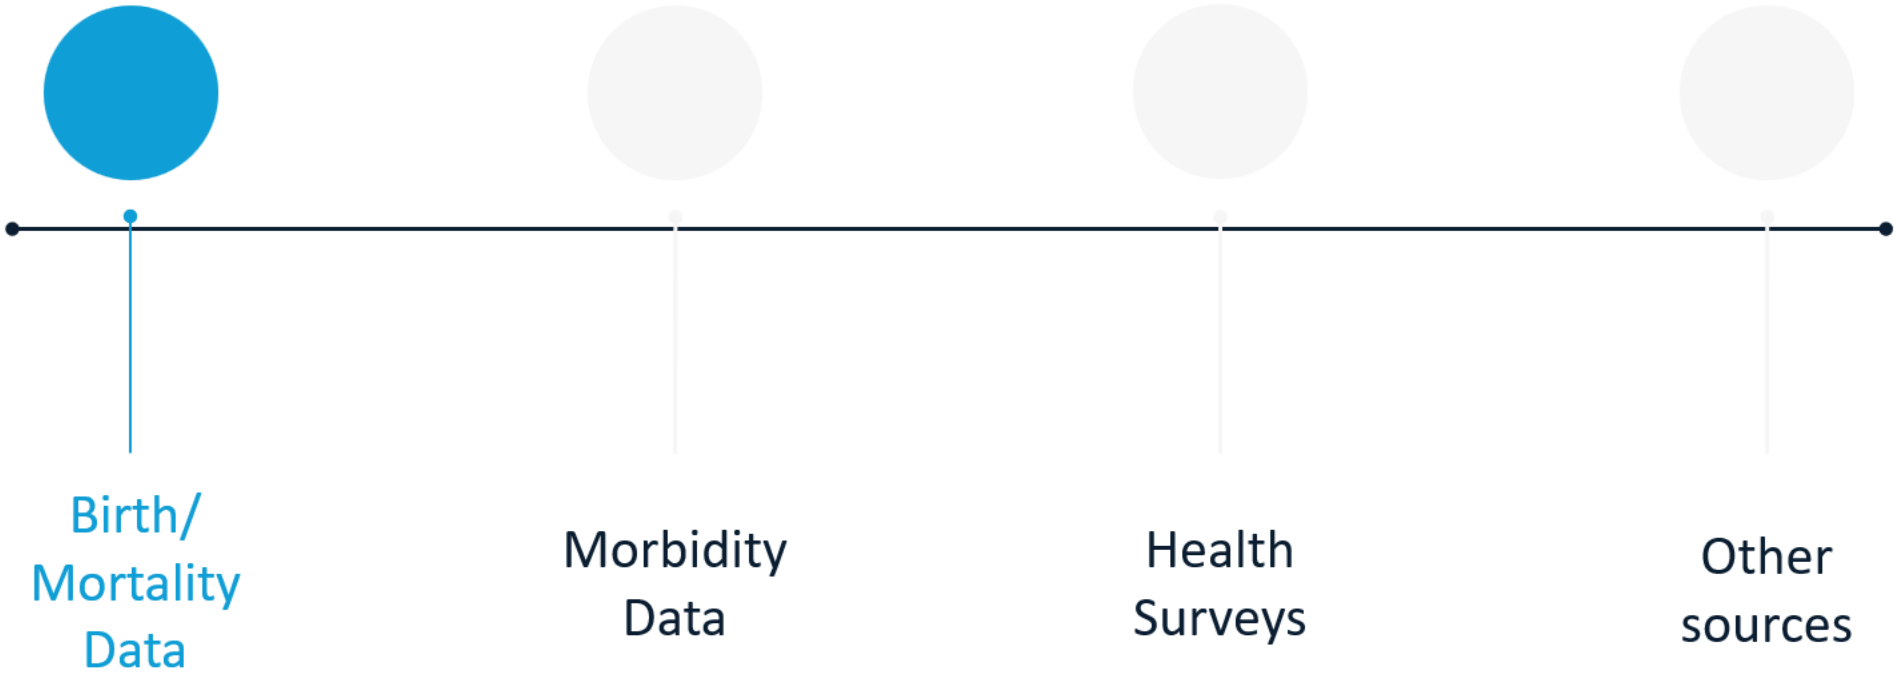 Birth/
Mortality
Data
Morbidity
Data
Health
Surveys
Other
sources